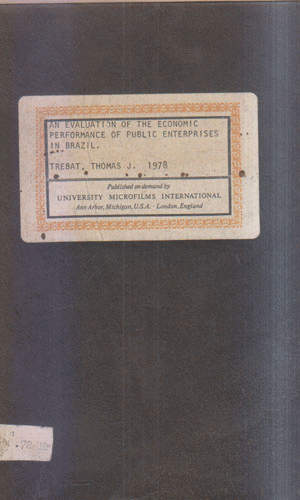 AN EVALUATION OF THE ECONOMIC
PERFORMANCE OF PUBLIC ENTERPRISES
IN BRAZIL.
TREBAT, THOMAS J. 1978
Published on demand by
UNIVERSITY MICROFILMS INTERNATIONAL
Ann Arbor, Michigan, U.S.A. · London, England